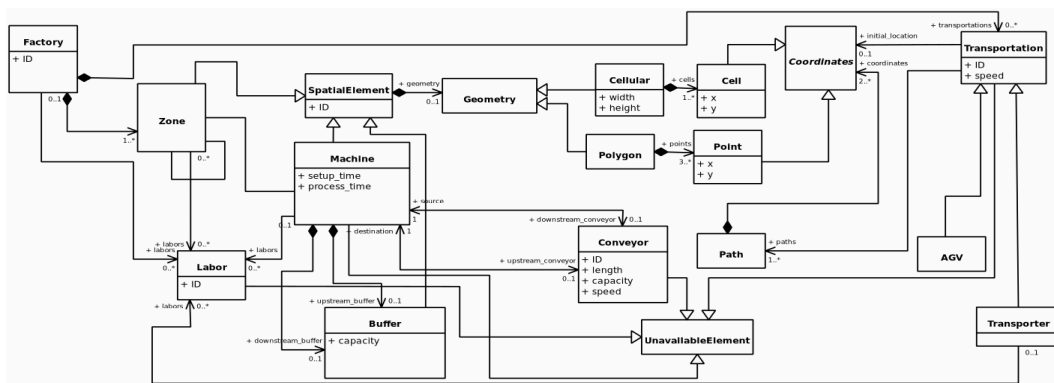 Factory
+ ID
0..1
+ transportations
0..*
+ initial_location
0..1
+ coordinates
2..*
Transportation
+ ID
+ speed
Coordinates
Cellular
+ width
+ height
+ cells
1..*
Cell
+ x
+ y
SpatialElement
+ ID
+ geometry
0..1
Geometry
Zone
1..*
0..*
Polygon
+ points
3..*
Point
+ x
+ y
Machine
+ setup_time
+ process_time
0..1
+ source
1
+ destination
1
+ downstream_conveyor
0..1
+ upstream_conveyor
0..1
Conveyor
+ ID
+ length
+ capacity
+ speed
Path
+ paths
1..*
AGV
+ labors
0..*
+ labors
0..*
+ labors
0..*
Labor
+ ID
+ labors
0..*
+ upstream_buffer
0..1
+ downstream_buffer
0..1
Buffer
+ capacity
UnavailableElement
Transporter
0..1